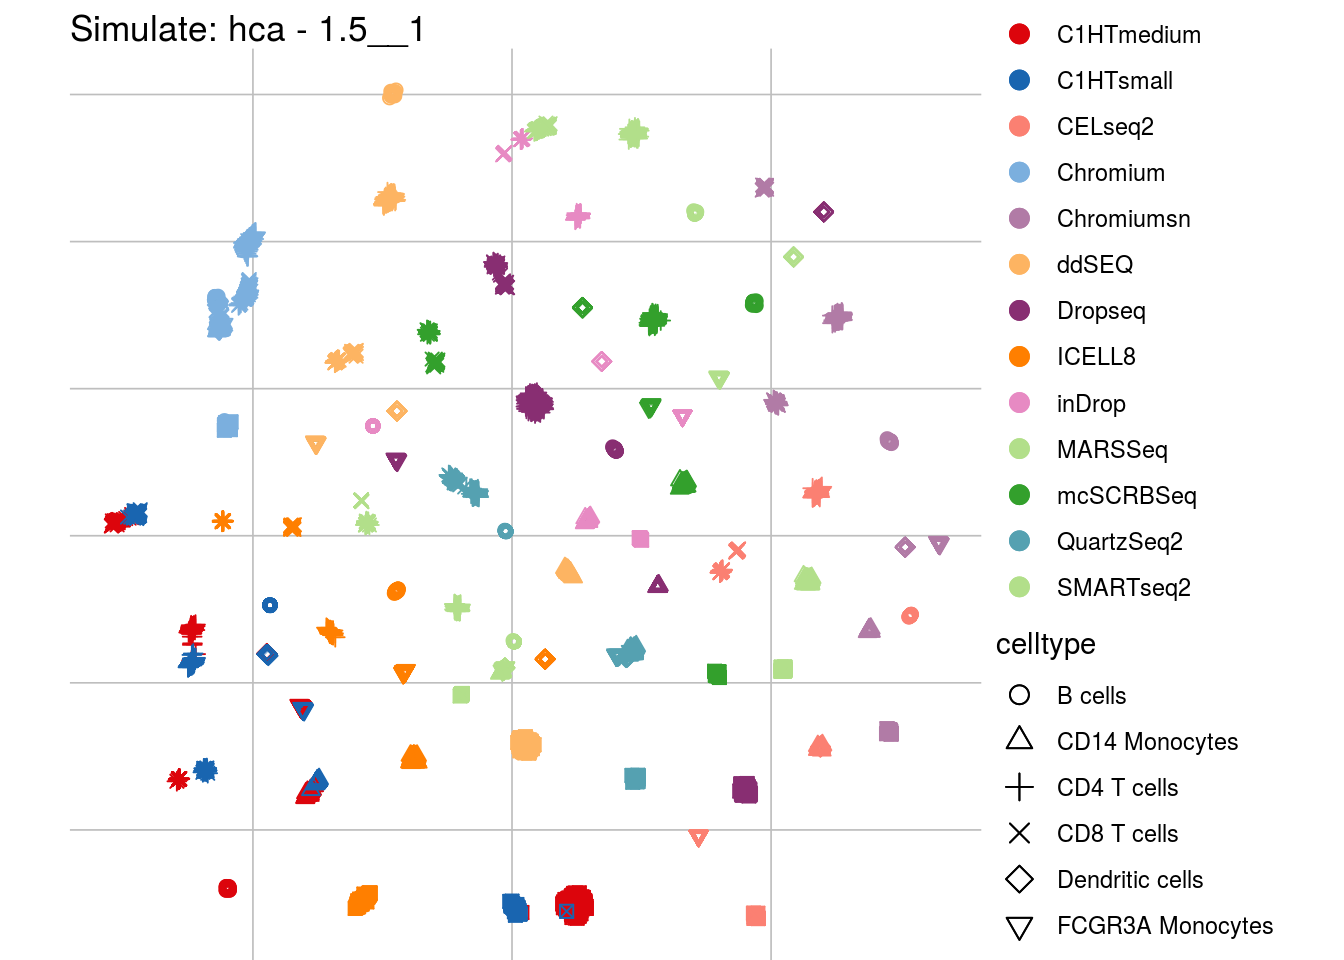 Simulate: hca - 1.5__1
C1HTmedium
C1HTsmall
CELseq2
Chromium
Chromiumsn
ddSEQ
Dropseq
ICELL8
inDrop
MARSSeq
mcSCRBSeq
QuartzSeq2
SMARTseq2
celltype
B cells
CD14 Monocytes
CD4 T cells
CD8 T cells
Dendritic cells
FCGR3A Monocytes